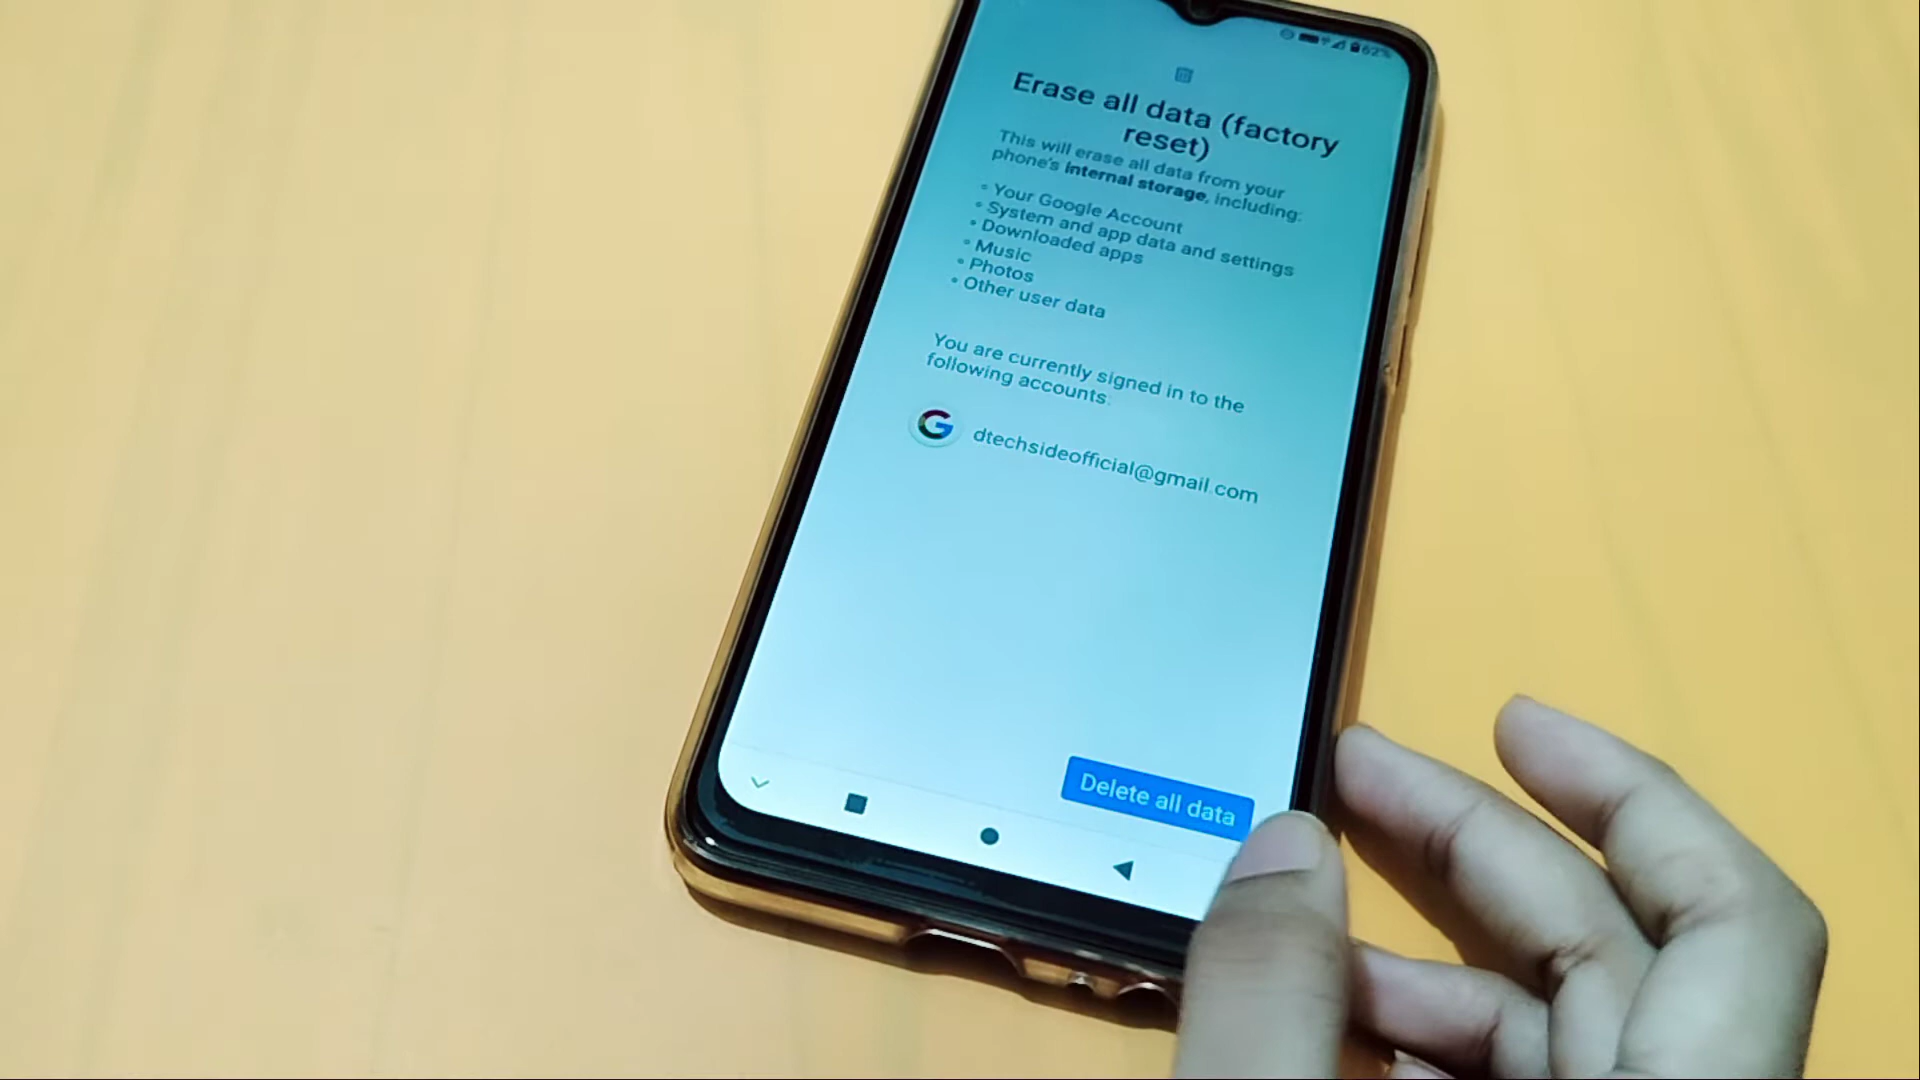 62%
Erase all data (factory
reset)
This will erase all data from your
phone's internal storage, including:
• Your Google Account
• System and app data and settings
• Downloaded apps
• Music
• Photos
• Other user data
You are currently signed in to the
following accounts:
dtechsideofficial@gmail.com
Delete all data